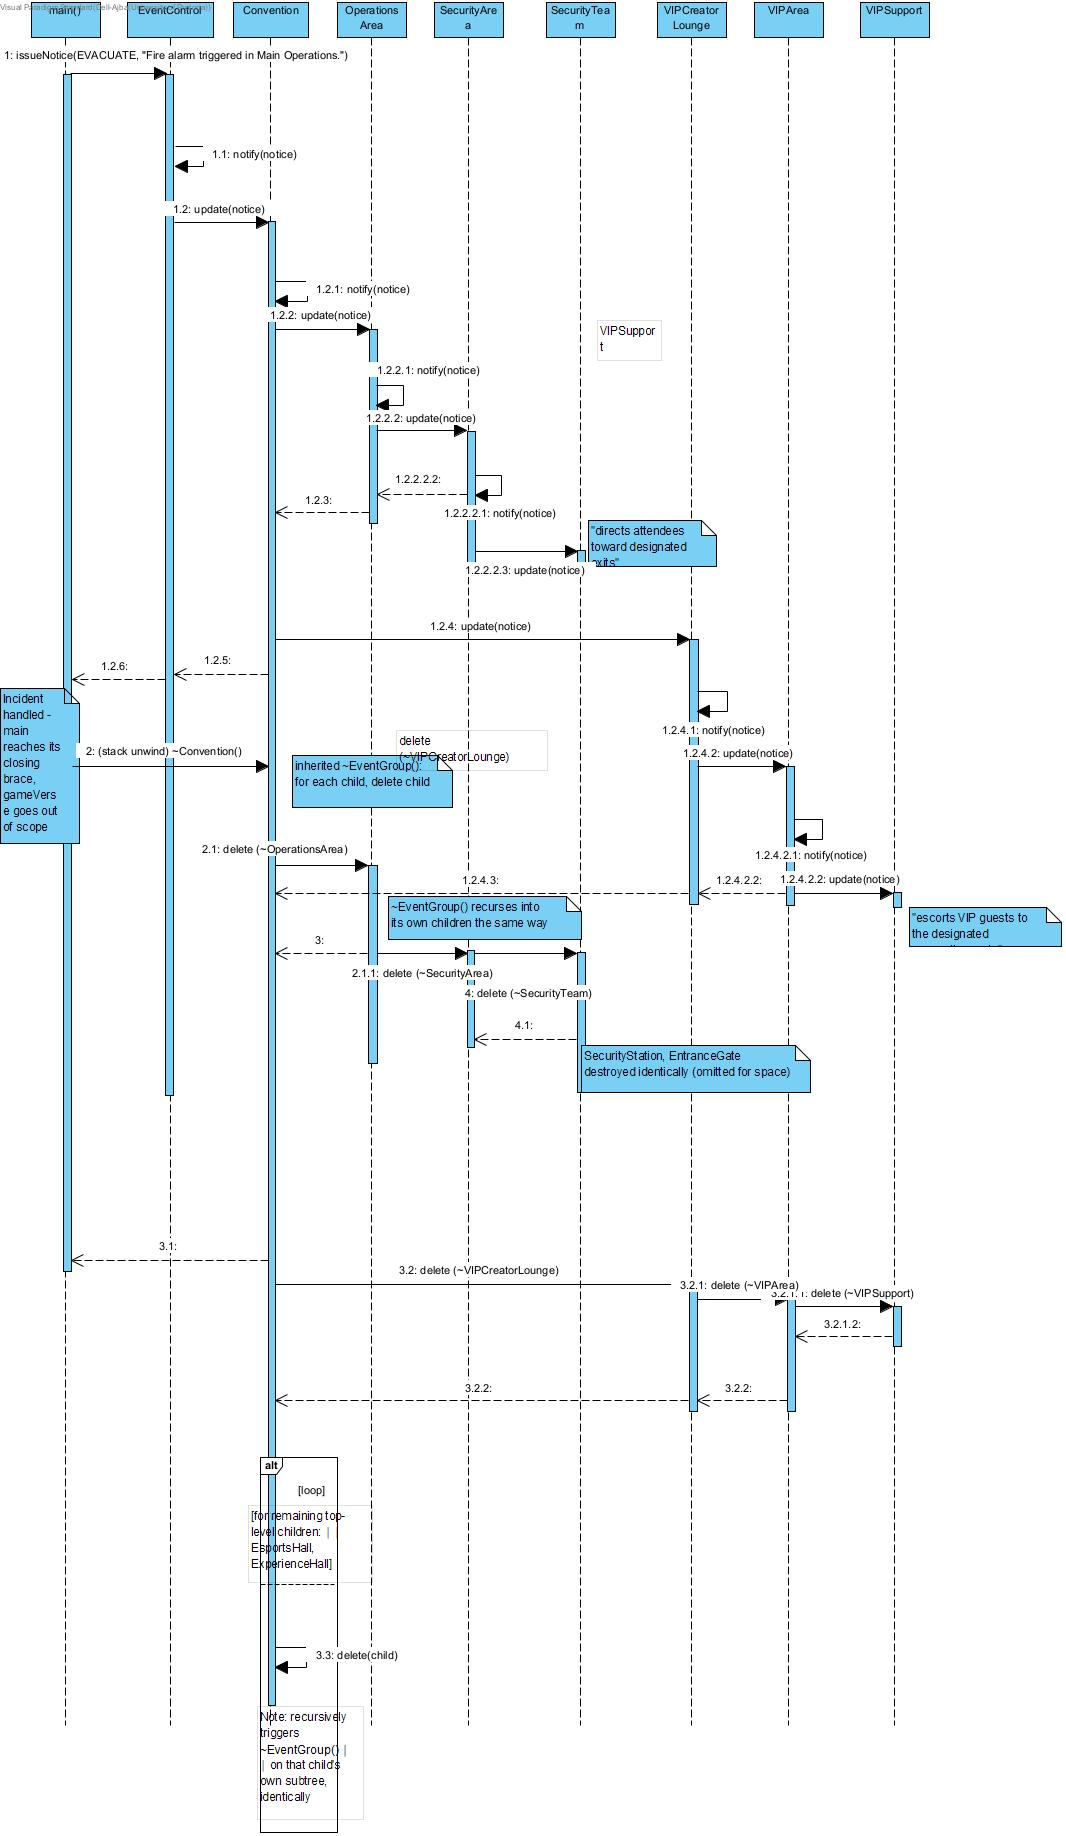 main()
EventControl
Convention
Operations
Area
SecurityAre
a
SecurityTea
m
VIPCreator
Lounge
VIPArea
VIPSupport
1: issueNotice(EVACUATE, "Fire alarm triggered in Main Operations.")
1.1: notify(notice)
1.2: update(notice)
1.2.1: notify(notice)
1.2.2: update(notice)
VIPSuppor
t
1.2.2.1: notify(notice)
1.2.2.2: update(notice)
1.2.2.2.2:
1.2.3:
1.2.2.2.1: notify(notice)
"directs attendees
toward designated
exits"
1.2.2.2.3: update(notice)
1.2.4: update(notice)
1.2.5:
1.2.6:
Incident
handled -
main
reaches its
closing
brace,
gameVers
e goes out
of scope
1.2.4.1: notify(notice)
delete
(~VIPCreatorLounge)
2: (stack unwind) ~Convention()
1.2.4.2: update(notice)
inherited ~EventGroup():
for each child, delete child
2.1: delete (~OperationsArea)
1.2.4.2.1: notify(notice)
1.2.4.3:
1.2.4.2.2:
1.2.4.2.2: update(notice)
~EventGroup() recurses into
its own children the same way
"escorts VIP guests to
the designated
3:
2.1.1: delete (~SecurityArea)
4: delete (~SecurityTeam)
4.1:
SecurityStation, EntranceGate
destroyed identically (omitted for space)
3.1:
3.2: delete (~VIPCreatorLounge)
3.2.1: delete (~VIPArea)
3.2.1.1: delete (~VIPSupport)
3.2.1.2:
3.2.2:
3.2.2:
alt
[loop]
[for remaining top-
level children: | |
EsportsHall,
ExperienceHall]
3.3: delete(child)
Note: recursively
triggers
~EventGroup() |
| on that child's
own subtree,
identically